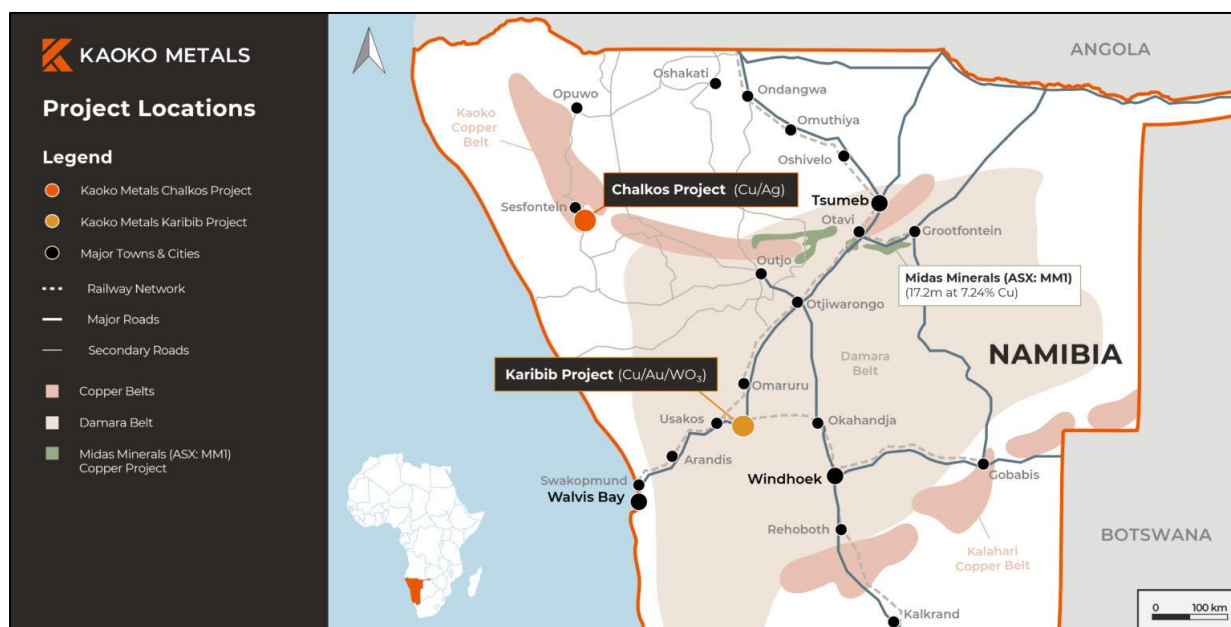 KAOKO METALS
Project Locations
Legend
Kaoko Metals Chalkos Project
Kaoko Metals Karibib Project
Major Towns & Cities
Railway Network
Major Roads
Secondary Roads
Copper Belts
Damara Belt
Midas Minerals (ASX: MM1)
Copper Project
ANGOLA
Oshakati
Ondangwa
Opuwo
Kaoko
Copper
Belt
Omuthiya
Oshivelo
Chalkos Project (Cu/Ag)
Tsumeb
Sesfontein
Otavi
Grootfontein
Outjo
Midas Minerals (ASX: MM1)
(17.2m at 7.24% Cu)
Otjiwarongo
NAMIBIA
Damara
Belt
Karibib Project (Cu/Au/WO₃)
Omaruru
Usakos
Okahandja
Arandis
Swakopmund
Walvis Bay
Windhoek
Gobabis
Rehoboth
Kalahari
Copper Belt
BOTSWANA
Kalkrand
0 100 km